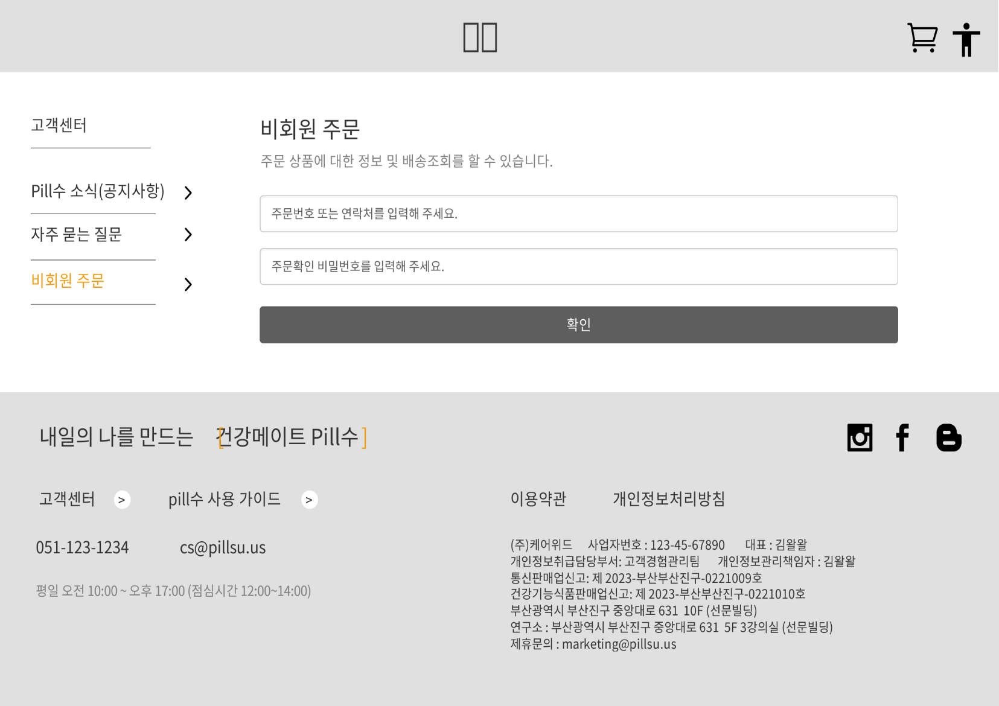 고객센터
Pill수 소식(공지사항)
자주 묻는 질문
비회원 주문
비회원 주문
주문 상품에 대한 정보 및 배송조회를 할 수 있습니다.
주문번호 또는 연락처를 입력해 주세요.
주문확인 비밀번호를 입력해 주세요.
확인
내일의 나를 만드는 [건강메이트 Pill수]
고객센터 > pill수 사용 가이드 >
051-123-1234 cs@pillsu.us
평일 오전 10:00 ~ 오후 17:00 (점심시간 12:00~14:00)
이용약관 개인정보처리방침
(주)케어위드 사업자번호 : 123-45-67890 대표 : 김왈왈
개인정보취급담당부서: 고객경험관리팀 개인정보관리책임자 : 김왈왈
통신판매업신고: 제 2023-부산부산진구-0221009호
건강기능식품판매업신고: 제 2023-부산부산진구-0221010호
부산광역시 부산진구 중앙대로 631 10F (선문빌딩)
연구소 : 부산광역시 부산진구 중앙대로 631 5F 3강의실 (선문빌딩)
제휴문의 : marketing@pillsu.us